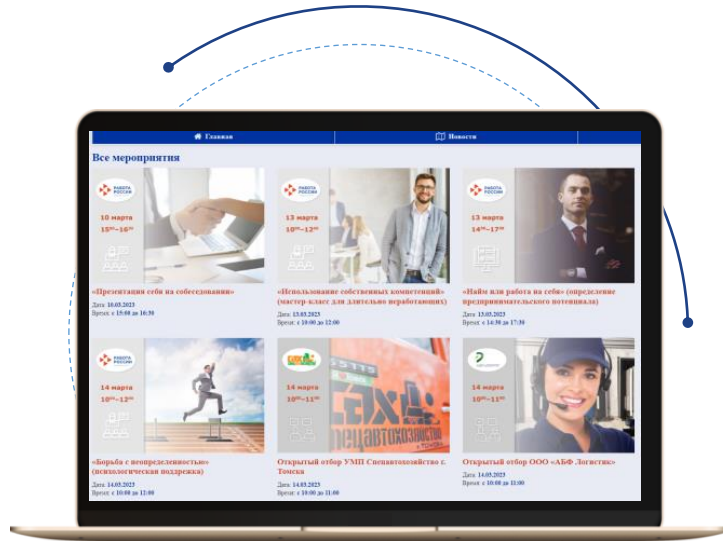 Главная
Новости
Все мероприятия
РАБОТА
РОССИИ
10 марта
15⁰⁰–16³⁰
РАБОТА
РОССИИ
13 марта
10⁰⁰–12⁰⁰
РАБОТА
РОССИИ
13 марта
14³⁰–17³⁰
«Презентация себя на собеседовании»
Дата: 10.03.2023
Время: с 15:00 до 16:30
«Использование собственных компетенций»
(мастер-класс для длительно неработающих)
Дата: 13.03.2023
Время: с 10:00 до 12:00
«Найм или работа на себя» (определение
предпринимательского потенциала)
Дата: 13.03.2023
Время: с 14:30 до 17:30
РАБОТА
РОССИИ
14 марта
10⁰⁰–12⁰⁰
14 марта
10⁰⁰–11⁰⁰
САХ
пецавтохозяйство
14 марта
10⁰⁰–11⁰⁰
«Борьба с неопределенностью»
(психологическая поддрежка)
Дата: 14.03.2023
Время: с 10:00 до 12:00
Открытый отбор УМП Спецавтохозяйство г.
Томска
Дата: 14.03.2023
Время: с 10:00 до 11:00
Открытый отбор ООО «АБФ Логистик»
Дата: 14.03.2023
Время: с 10:00 до 11:00